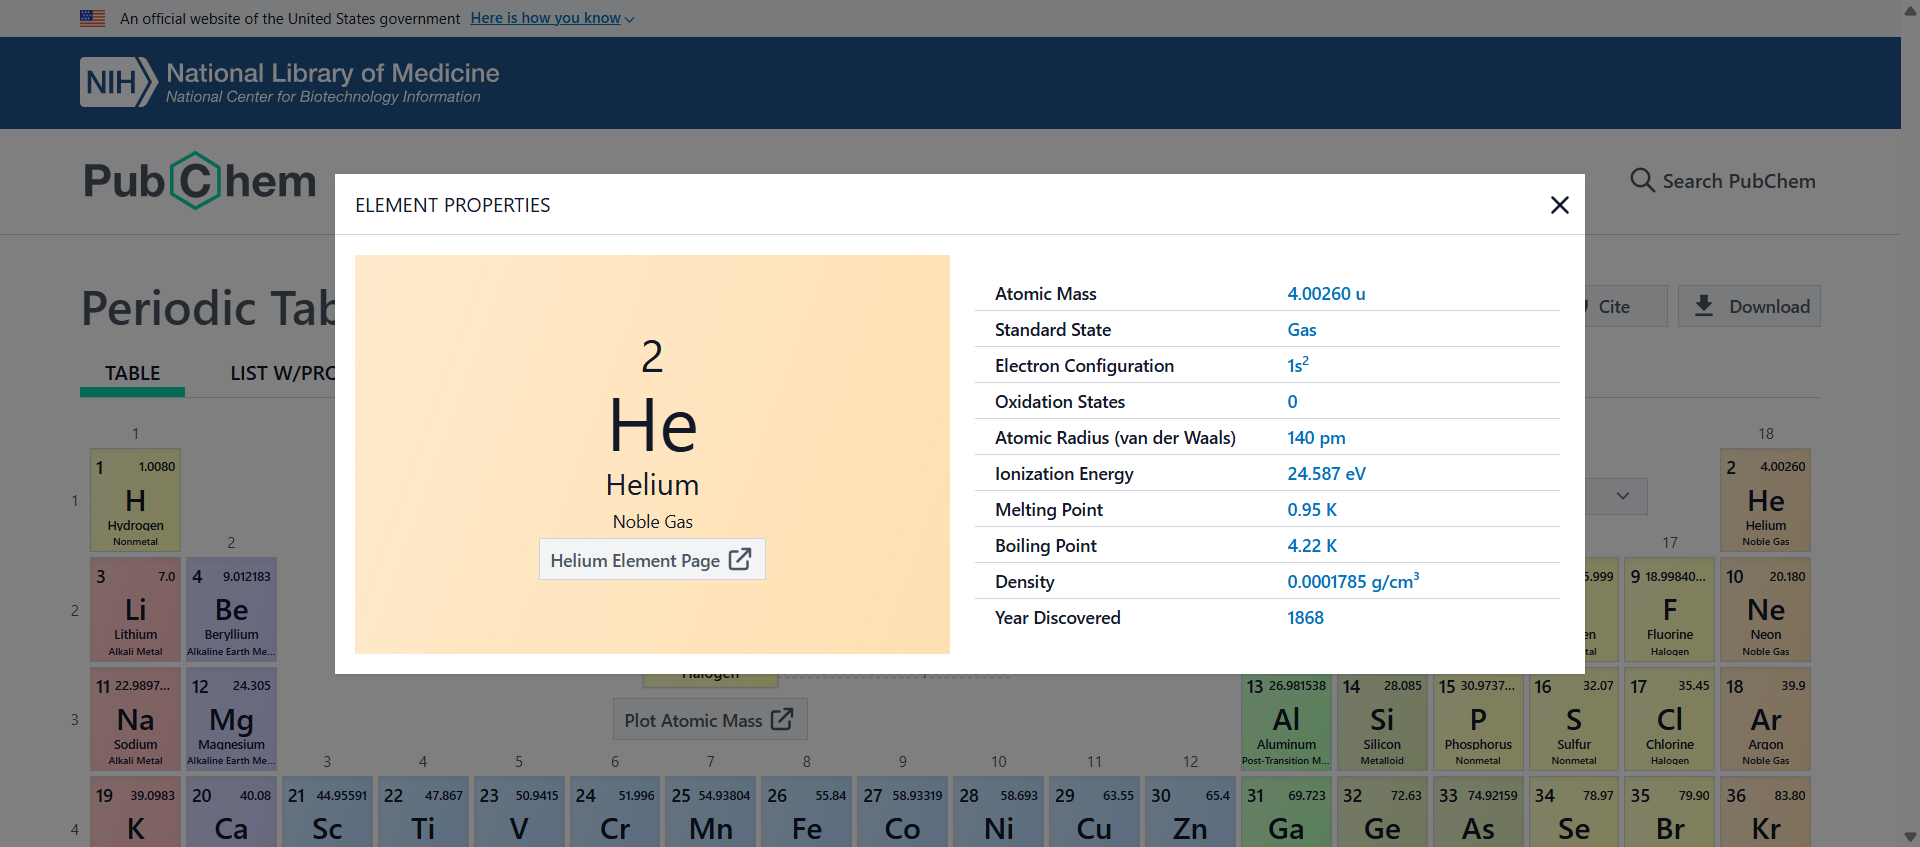 An official website of the United States government Here is how you know
NIH National Library of Medicine
National Center for Biotechnology Information
PubChem
Search PubChem
ELEMENT PROPERTIES
2
He
Helium
Noble Gas
Helium Element Page
Atomic Mass 4.00260 u
Standard State Gas
Electron Configuration 1s²
Oxidation States 0
Atomic Radius (van der Waals) 140 pm
Ionization Energy 24.587 eV
Melting Point 0.95 K
Boiling Point 4.22 K
Density 0.0001785 g/cm³
Year Discovered 1868
Periodic Tab
Cite
Download
TABLE
LIST W/PRO
1
18
1
1 1.0080
H
Hydrogen
Nonmetal
2 4.00260
He
Helium
Noble Gas
2
17
2
3 7.0
Li
Lithium
Alkali Metal
4 9.012183
Be
Beryllium
Alkaline Earth Me...
5.999
en
tal
9 18.99840...
F
Fluorine
Halogen
10 20.180
Ne
Neon
Noble Gas
Halogen
Plot Atomic Mass
3
11 22.9897...
Na
Sodium
Alkali Metal
12 24.305
Mg
Magnesium
Alkaline Earth Me...
13 26.981538
Al
Aluminum
Post-Transition M...
14 28.085
Si
Silicon
Metalloid
15 30.9737...
P
Phosphorus
Nonmetal
16 32.07
S
Sulfur
Nonmetal
17 35.45
Cl
Chlorine
Halogen
18 39.9
Ar
Argon
Noble Gas
3 4 5 6 7 8 9 10 11 12
4
19 39.0983
K
20 40.08
Ca
21 44.95591
Sc
22 47.867
Ti
23 50.9415
V
24 51.996
Cr
25 54.93804
Mn
26 55.84
Fe
27 58.93319
Co
28 58.693
Ni
29 63.55
Cu
30 65.4
Zn
31 69.723
Ga
32 72.63
Ge
33 74.92159
As
34 78.97
Se
35 79.90
Br
36 83.80
Kr